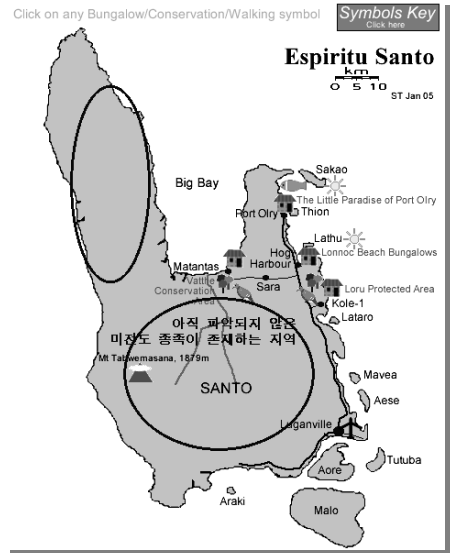 Click on any Bungalow/Conservation/Walking symbol
Symbols Key
Click here
Espiritu Santo
km
0 5 10
ST Jan 05
Sakao
Big Bay
The Little Paradise of Port Olry
Port Olry
Thion
Lathu
Hog
Harbour
Lonnoc Beach Bungalows
Matantas
Vatthe
Conservation
Area
Sara
Loru Protected Area
Kole-1
Lataro
아직 파악되지 않은
미전도 종족이 존재하는 지역
Mt Tabwemasana, 1879m
SANTO
Mavea
Aese
Luganville
Tutuba
Aore
Araki
Malo